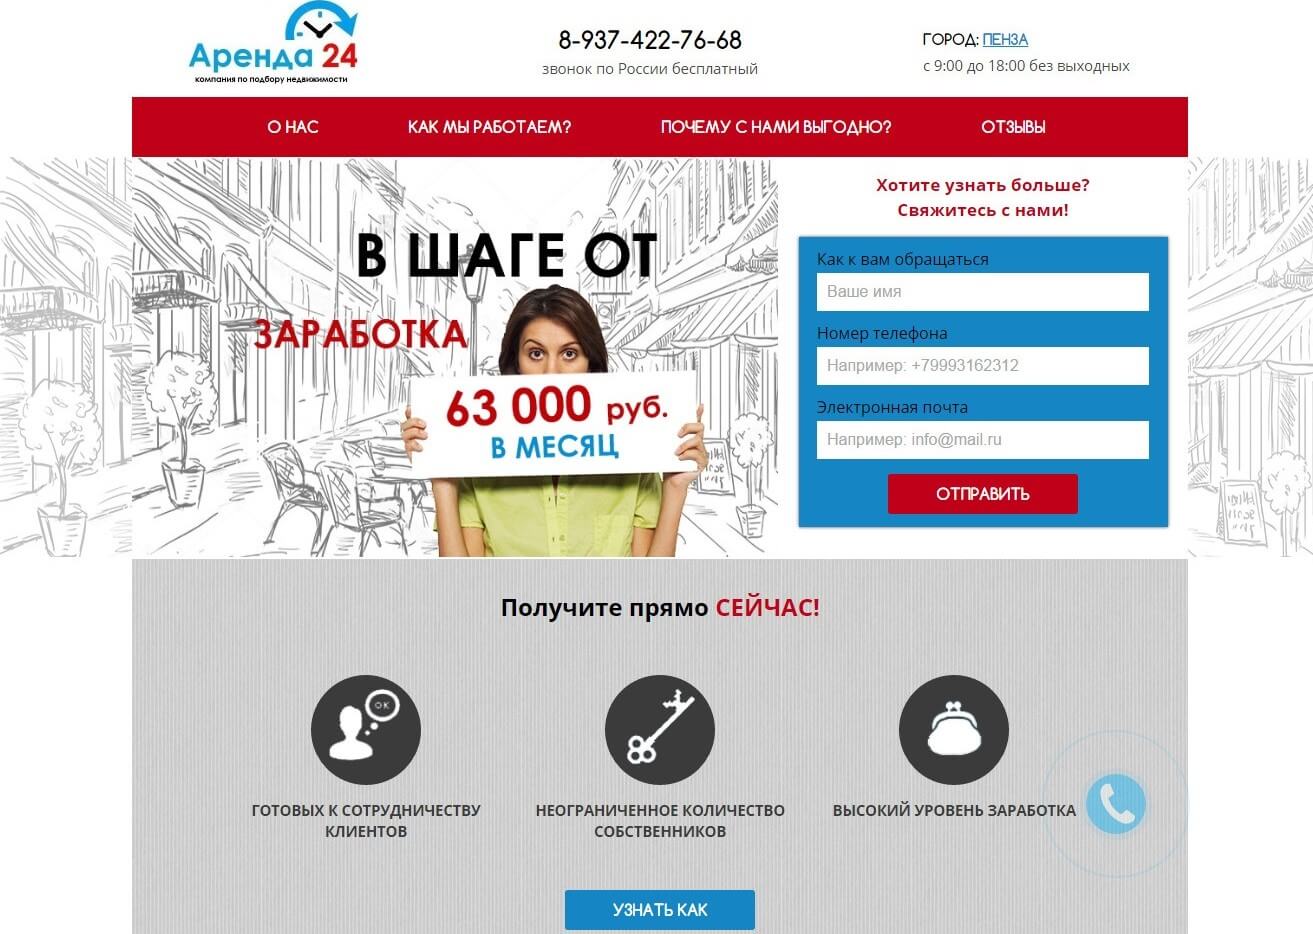 Аренда 24
компания по подбору недвижимости
8-937-422-76-68
звонок по России бесплатный
ГОРОД: ПЕНЗА
с 9:00 до 18:00 без выходных
О НАС
КАК МЫ РАБОТАЕМ?
ПОЧЕМУ С НАМИ ВЫГОДНО?
ОТЗЫВЫ
В ШАГЕ ОТ
ЗАРАБОТКА
63 000 руб.
В МЕСЯЦ
Хотите узнать больше?
Свяжитесь с нами!
Как к вам обращаться
Ваше имя
Номер телефона
Например: +79993162312
Электронная почта
Например: info@mail.ru
ОТПРАВИТЬ
Получите прямо СЕЙЧАС!
OK
ГОТОВЫХ К СОТРУДНИЧЕСТВУ
КЛИЕНТОВ
НЕОГРАНИЧЕННОЕ КОЛИЧЕСТВО
СОБСТВЕННИКОВ
ВЫСОКИЙ УРОВЕНЬ ЗАРАБОТКА
УЗНАТЬ КАК